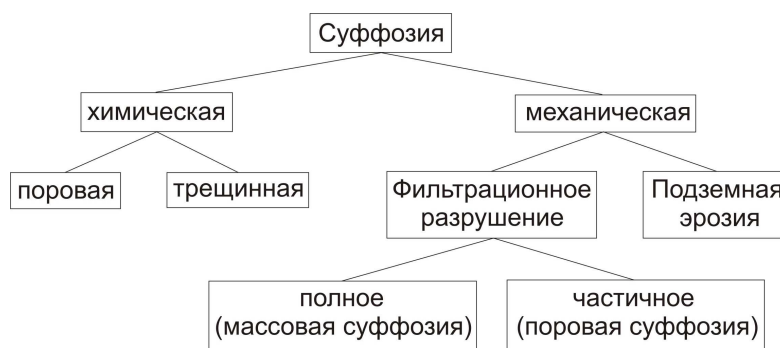 Суффозия
химическая
механическая
поровая
трещинная
Фильтрационное
разрушение
Подземная
эрозия
полное
(массовая суффозия)
частичное
(поровая суффозия)